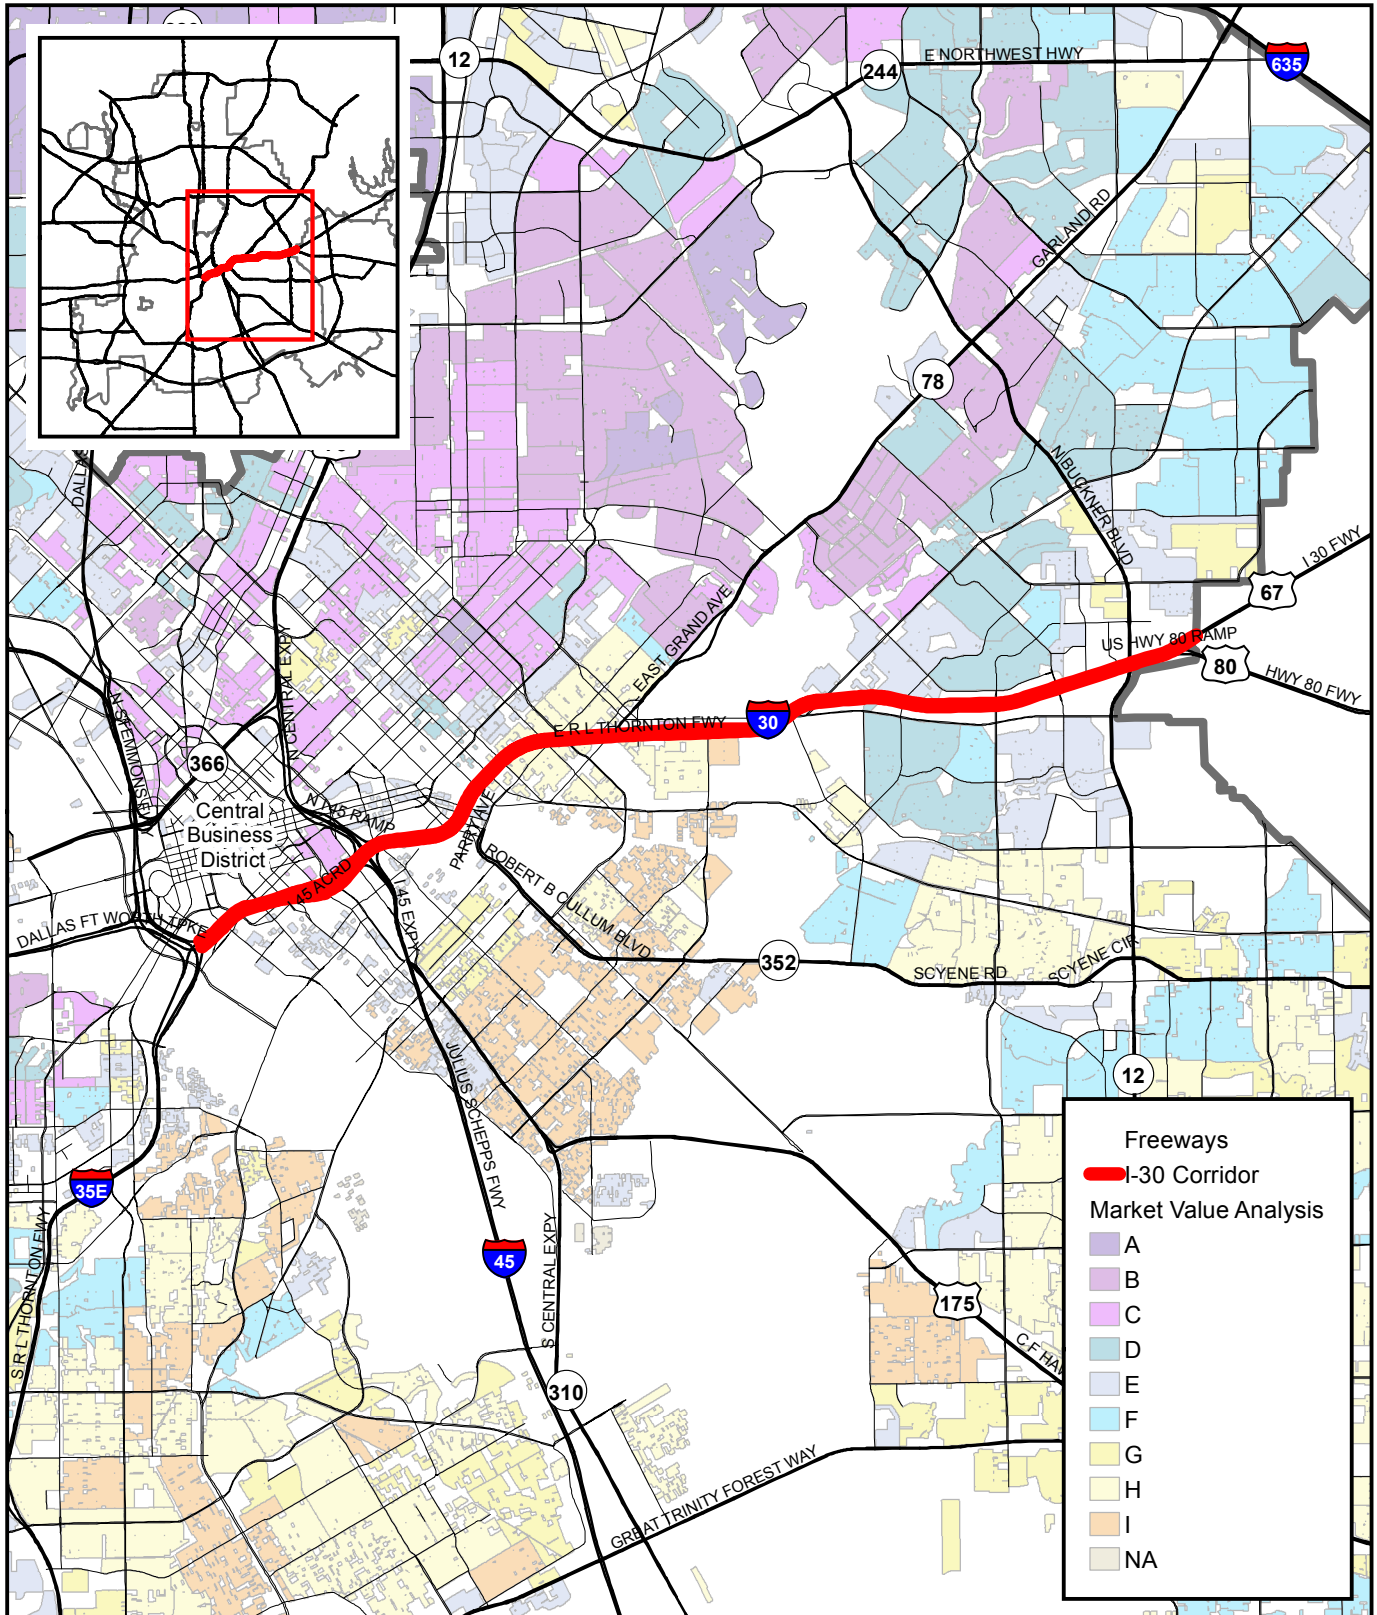 12
244
E NORTHWEST HWY
635
GARLAND RD
78
DALLA
N BUCKNER BLVD
I 30 FWY
67
US HWY 80 RAMP
80
HWY 80 FWY
EAST GRAND AVE
N CENTRAL EXPY
N STEMMONS
E R L THORNTON FWY
30
366
Central
Business
District
N I 45 RAMP
PARRY AVE
I 45 ACRD
I 45 EXPY
ROBERT B CULLUM BLVD
DALLAS FT WORTH TPKE
352
SCYENE RD
SCYENE CIR
JULIUS SCHEPPS FWY
12
35E
S R L THORNTON FWY
45
S CENTRAL EXPY
310
175
C F HAW
GREAT TRINITY FOREST WAY
Freeways
I-30 Corridor
Market Value Analysis
A
B
C
D
E
F
G
H
I
NA